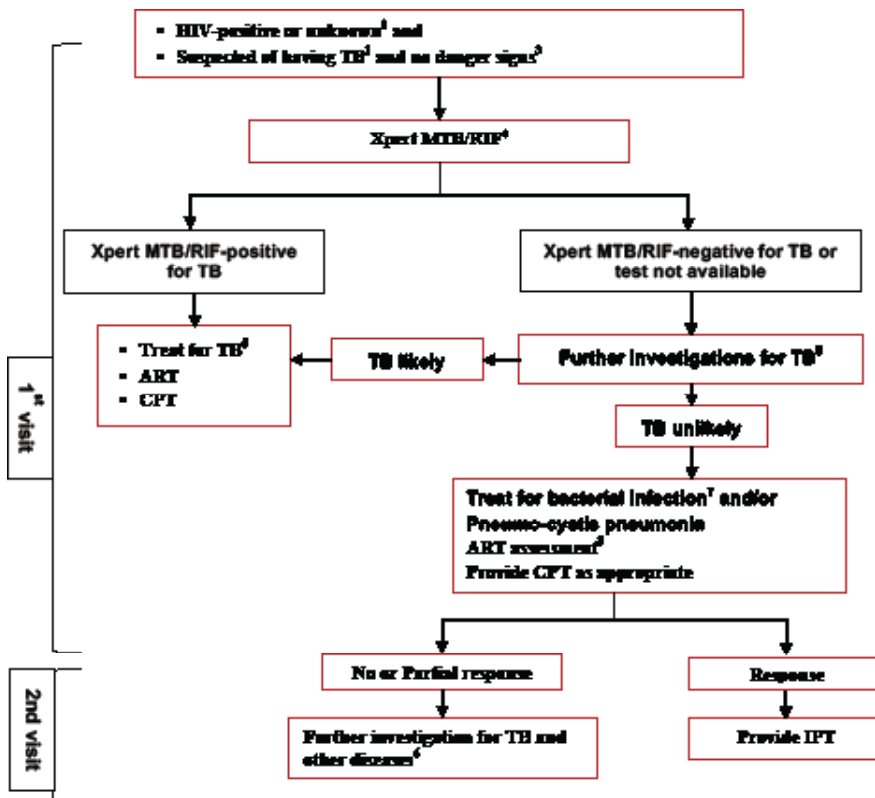 ▪ HIV-positive or unknown¹ and
▪ Suspected of having TB² and no danger signs³
Xpert MTB/RIF⁴
Xpert MTB/RIF-positive
for TB
Xpert MTB/RIF-negative for TB or
test not available
▪ Treat for TB⁵
▪ ART
▪ CPT
TB likely
Further investigations for TB⁶
TB unlikely
1st visit
Treat for bacterial infection⁷ and/or
Pneumo-cystis pneumonia
ART assessment⁸
Provide CPT as appropriate
No or Partial response
Response
2nd visit
Further investigation for TB and
other diseases⁶
Provide IPT